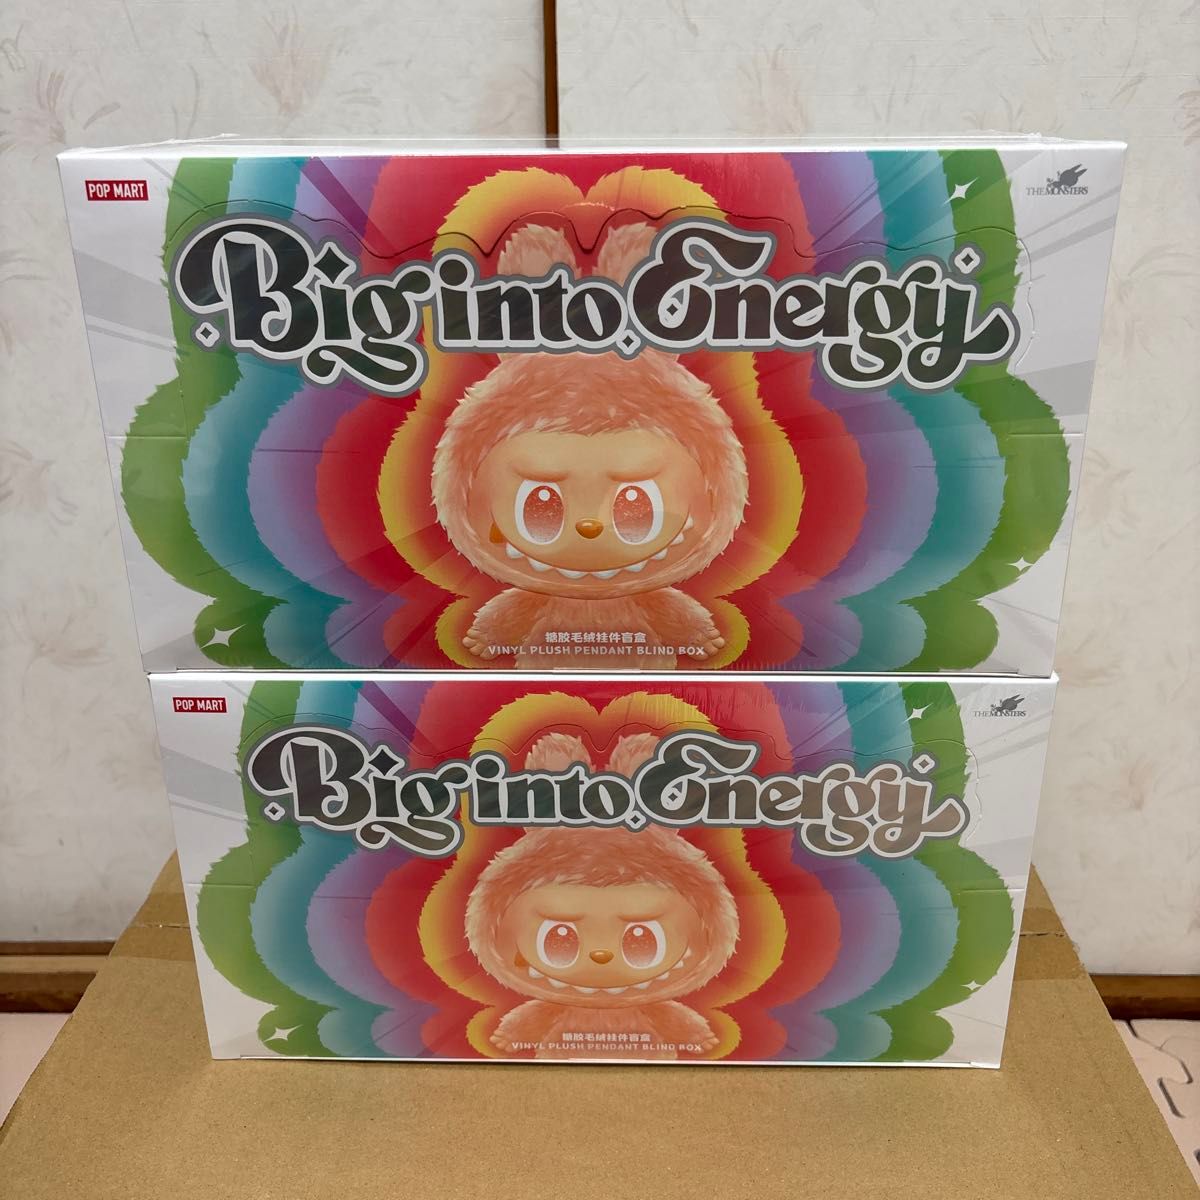 POP MART
THE MONSTERS
Big into Energy
搪胶毛绒挂件盲盒
VINYL PLUSH PENDANT BLIND BOX
POP MART
THE MONSTERS
Big into Energy
搪胶毛绒挂件盲盒
VINYL PLUSH PENDANT BLIND BOX